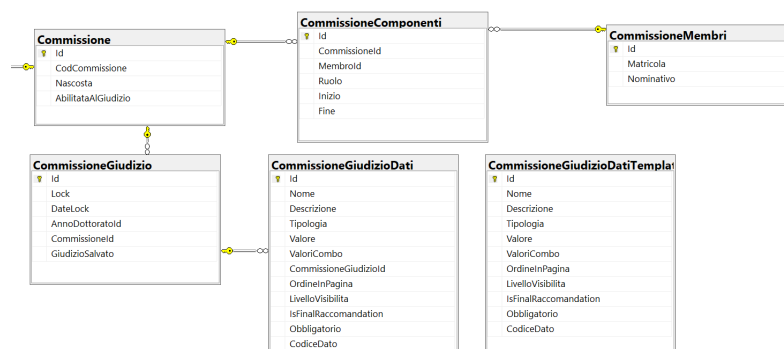 Commissione
Id
CodCommissione
Nascosta
AbilitataAlGiudizio
CommissioneComponenti
Id
CommissioneId
MembroId
Ruolo
Inizio
Fine
CommissioneMembri
Id
Matricola
Nominativo
CommissioneGiudizio
Id
Lock
DateLock
AnnoDottoratoId
CommissioneId
GiudizioSalvato
CommissioneGiudizioDati
Id
Nome
Descrizione
Tipologia
Valore
ValoriCombo
CommissioneGiudizioId
OrdineInPagina
LivelloVisibilita
IsFinalRaccomandation
Obbligatorio
CodiceDato
CommissioneGiudizioDatiTemplat
Id
Nome
Descrizione
Tipologia
Valore
ValoriCombo
OrdineInPagina
LivelloVisibilita
IsFinalRaccomandation
Obbligatorio
CodiceDato